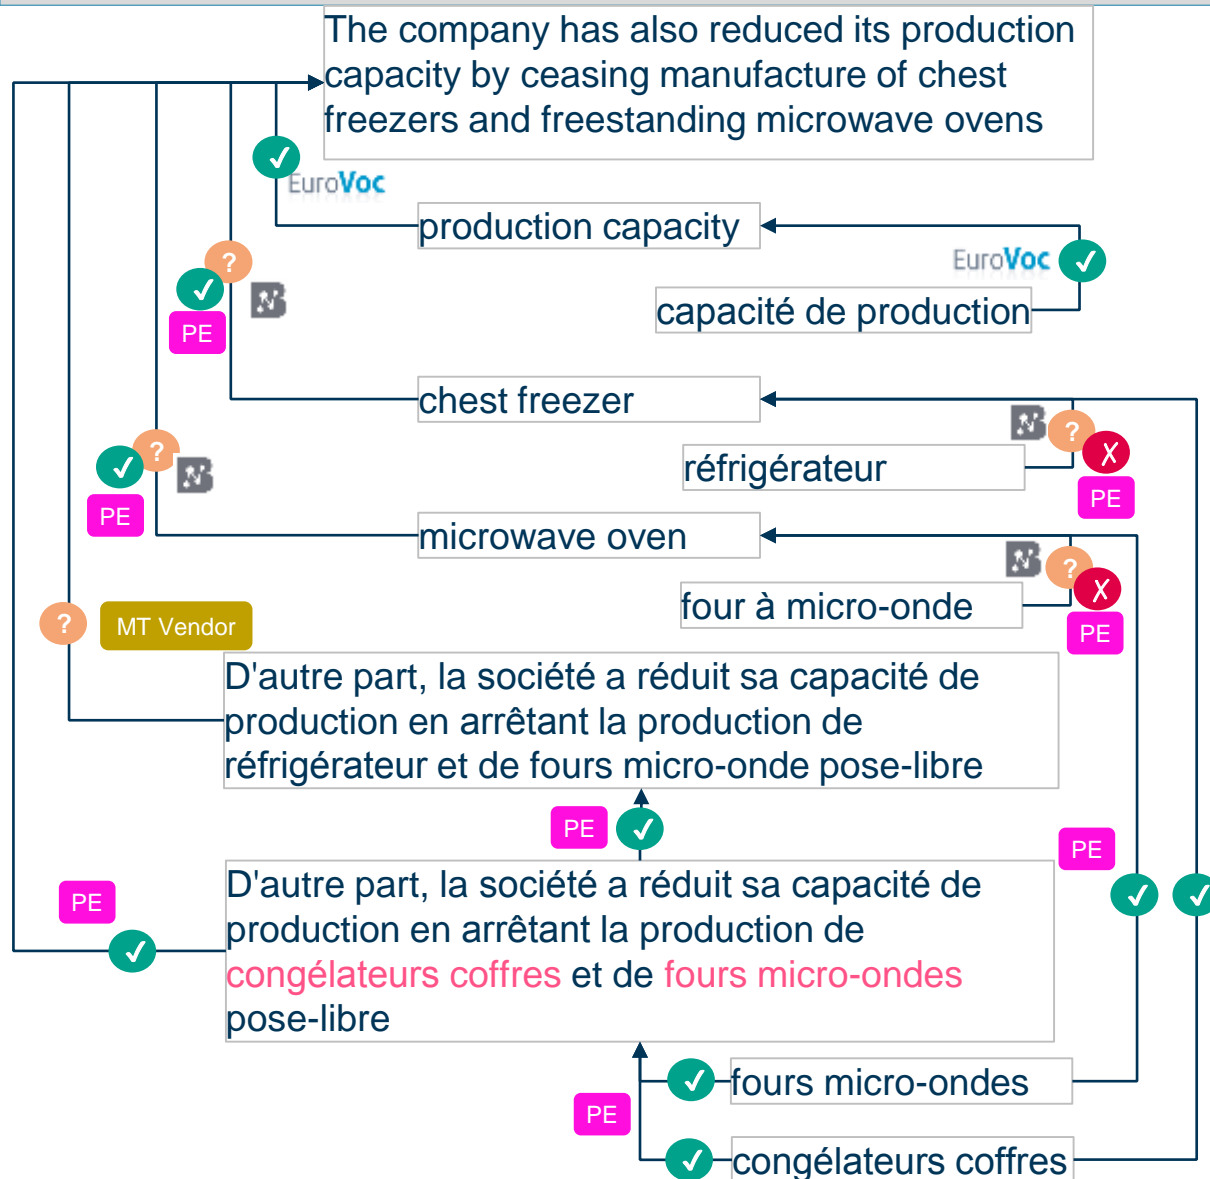 The company has also reduced its production
capacity by ceasing manufacture of chest
freezers and freestanding microwave ovens
EuroVoc
production capacity
EuroVoc
capacité de production
?
PE
chest freezer
?
réfrigérateur
X
PE
?
PE
microwave oven
?
four à micro-onde
X
PE
?
MT Vendor
D'autre part, la société a réduit sa capacité de
production en arrêtant la production de
réfrigérateur et de fours micro-onde pose-libre
PE
PE
PE
D'autre part, la société a réduit sa capacité de
production en arrêtant la production de
congélateurs coffres et de fours micro-ondes
pose-libre
fours micro-ondes
PE
congélateurs coffres